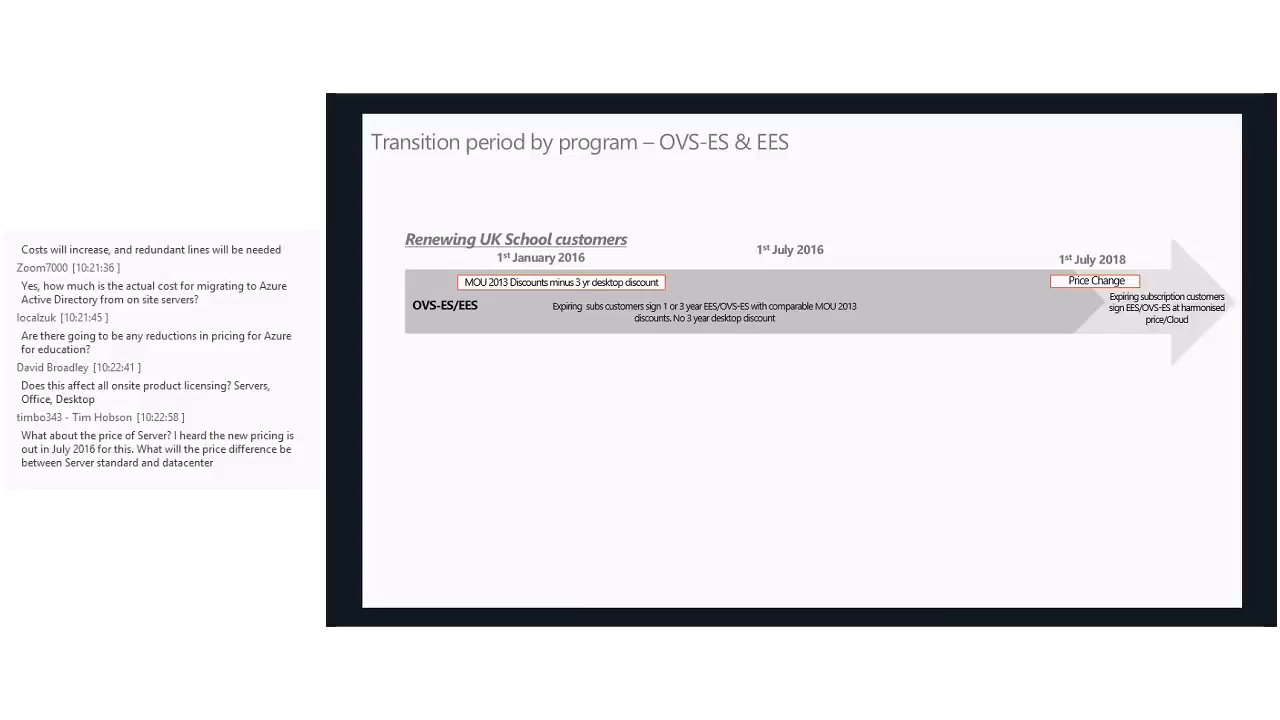 Costs will increase, and redundant lines will be needed
Zoom7000 [10:21:36 ]
Yes, how much is the actual cost for migrating to Azure
Active Directory from on site servers?
localzuk [10:21:45 ]
Are there going to be any reductions in pricing for Azure
for education?
David Broadley [10:22:41 ]
Does this affect all onsite product licensing? Servers,
Office, Desktop
timbo343 - Tim Hobson [10:22:58 ]
What about the price of Server? I heard the new pricing is
out in July 2016 for this. What will the price difference be
between Server standard and datacenter
Transition period by program – OVS-ES & EES
Renewing UK School customers
1st January 2016
1st July 2016
1st July 2018
MOU 2013 Discounts minus 3 yr desktop discount
Price Change
OVS-ES/EES
Expiring subs customers sign 1 or 3 year EES/OVS-ES with comparable MOU 2013
discounts. No 3 year desktop discount
Expiring subscription customers
sign EES/OVS-ES at harmonised
price/Cloud